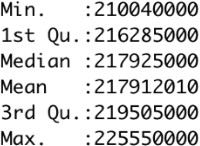 Min.   :210040000
1st Qu.:216285000
Median :217925000
Mean   :217912010
3rd Qu.:219505000
Max.   :225550000